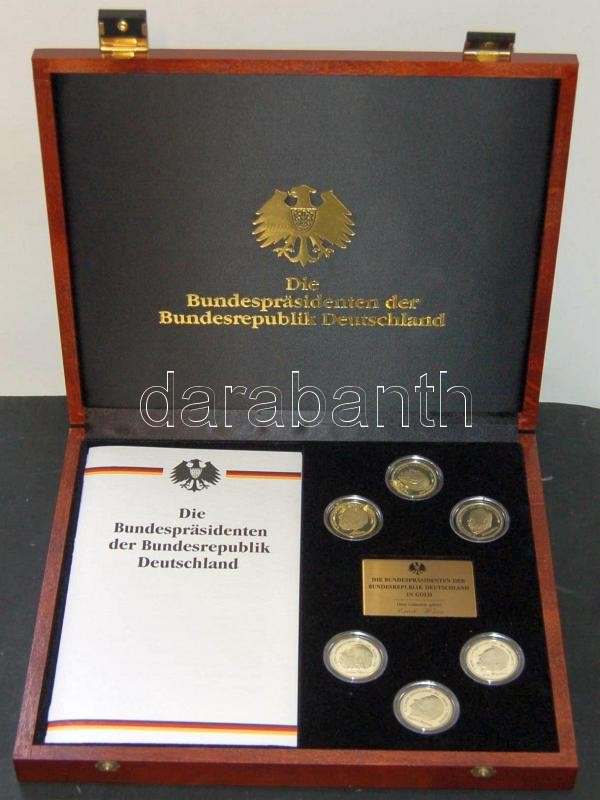 Die
Bundespräsidenten der
Bundesrepublik Deutschland
darabanth
Die
Bundespräsidenten
der Bundesrepublik
Deutschland
DIE BUNDESPRÄSIDENTEN DER
BUNDESREPUBLIK DEUTSCHLAND
IN GOLD